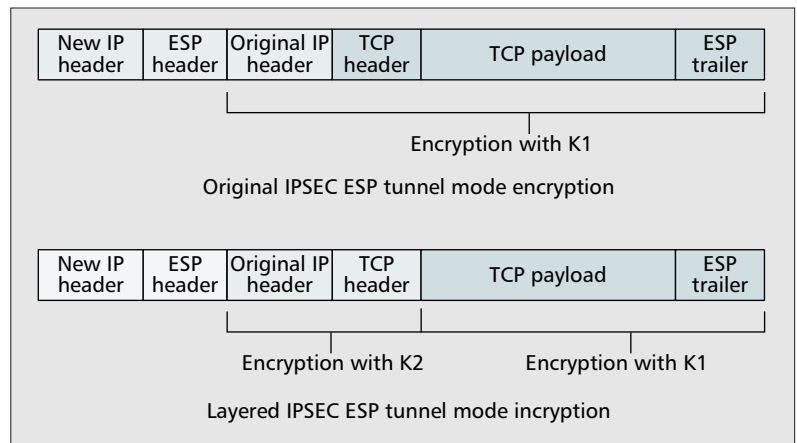 New IP header
ESP header
Original IP header
TCP header
TCP payload
ESP trailer
Encryption with K1
Original IPSEC ESP tunnel mode encryption
New IP header
ESP header
Original IP header
TCP header
TCP payload
ESP trailer
Encryption with K2
Encryption with K1
Layered IPSEC ESP tunnel mode incryption